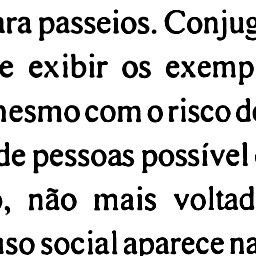 ara passeios. Conjug
e exibir os exemp
nesmo com o risco de
de pessoas possível
o, não mais voltad
uso social aparece na